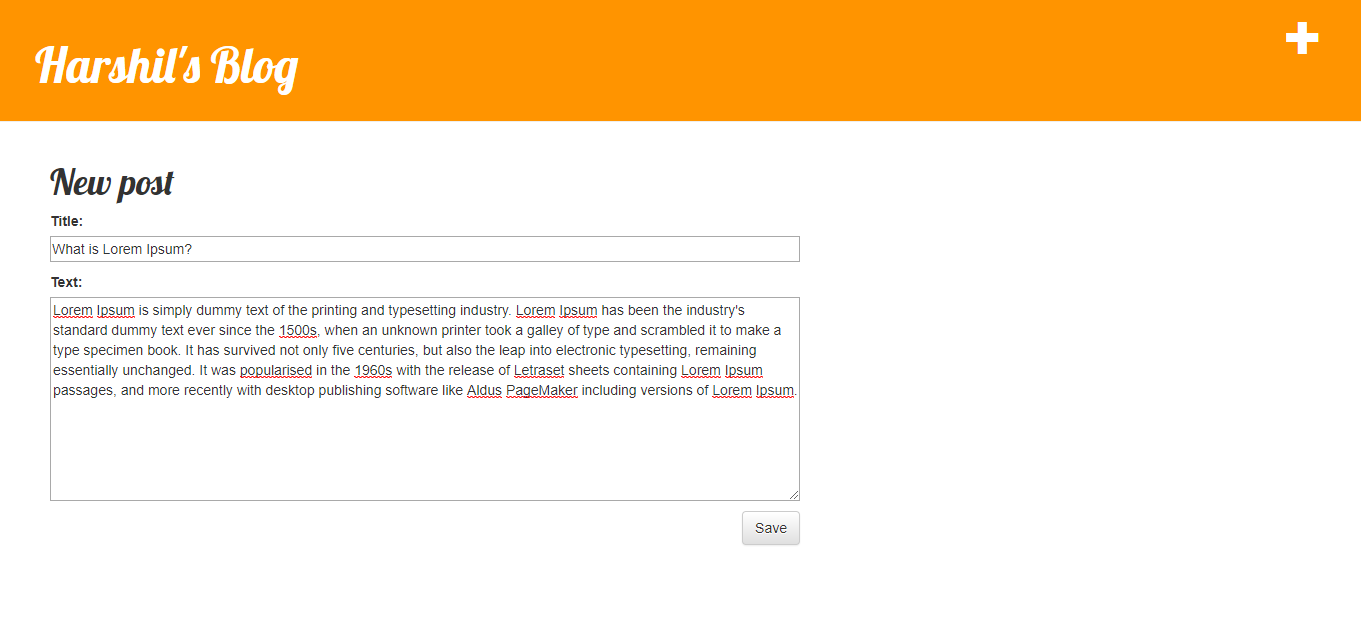 Harshil's Blog
New post
Title:
What is Lorem Ipsum?
Text:
Lorem Ipsum is simply dummy text of the printing and typesetting industry. Lorem Ipsum has been the industry's
standard dummy text ever since the 1500s, when an unknown printer took a galley of type and scrambled it to make a
type specimen book. It has survived not only five centuries, but also the leap into electronic typesetting, remaining
essentially unchanged. It was popularised in the 1960s with the release of Letraset sheets containing Lorem Ipsum
passages, and more recently with desktop publishing software like Aldus PageMaker including versions of Lorem Ipsum.
Save